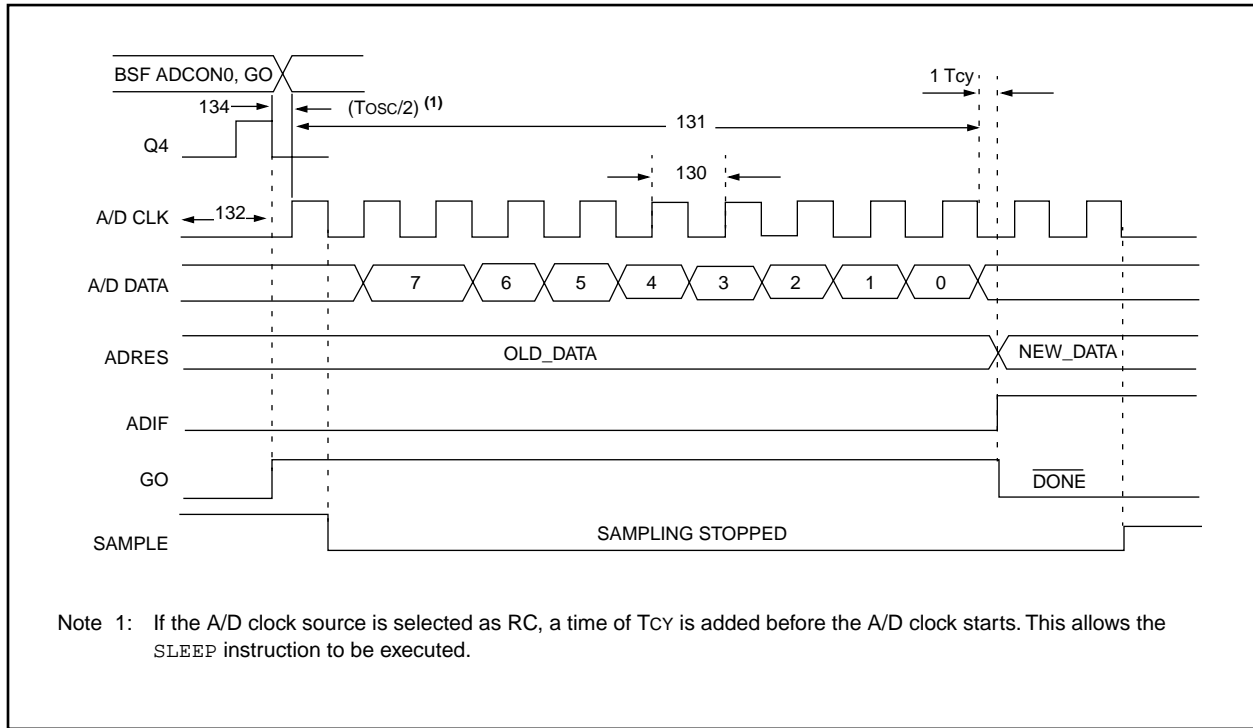 BSF ADCON0, GO
134
(TOSC/2) (1)
1 Tcy
131
Q4
130
A/D CLK
132
A/D DATA
7 6 5 4 3 2 1 0
ADRES
OLD_DATA
NEW_DATA
ADIF
GO
DONE
SAMPLE
SAMPLING STOPPED
Note 1: If the A/D clock source is selected as RC, a time of TCY is added before the A/D clock starts. This allows the
SLEEP instruction to be executed.